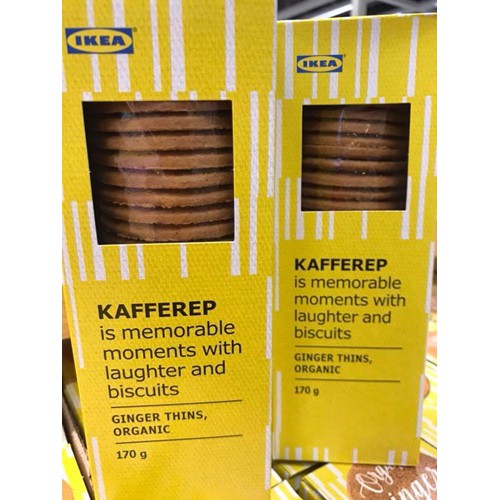 IKEA
KAFFEREP
is memorable
moments with
laughter and
biscuits
GINGER THINS,
ORGANIC
170 g
IKEA
KAFFEREP
is memorable
moments with
laughter and
biscuits
GINGER THINS,
ORGANIC
170 g